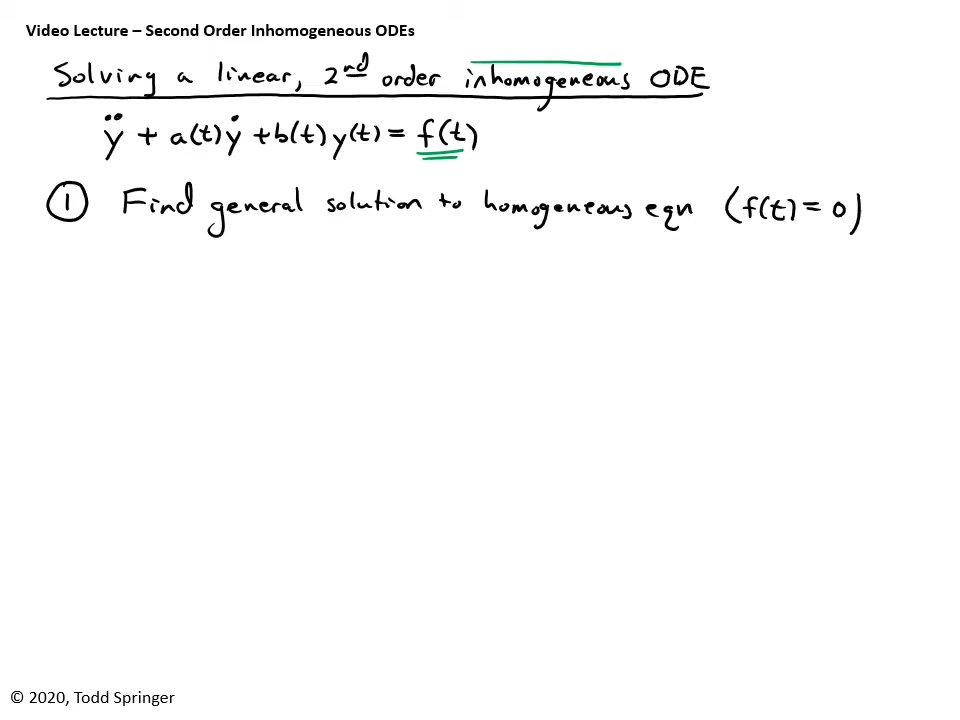 Video Lecture – Second Order Inhomogeneous ODEs
Solving a linear, 2nd order inhomogeneous ODE
ÿ + a(t)ẏ + b(t)y(t) = f(t)
① Find general solution to homogeneous eqn (f(t) = 0)
© 2020, Todd Springer